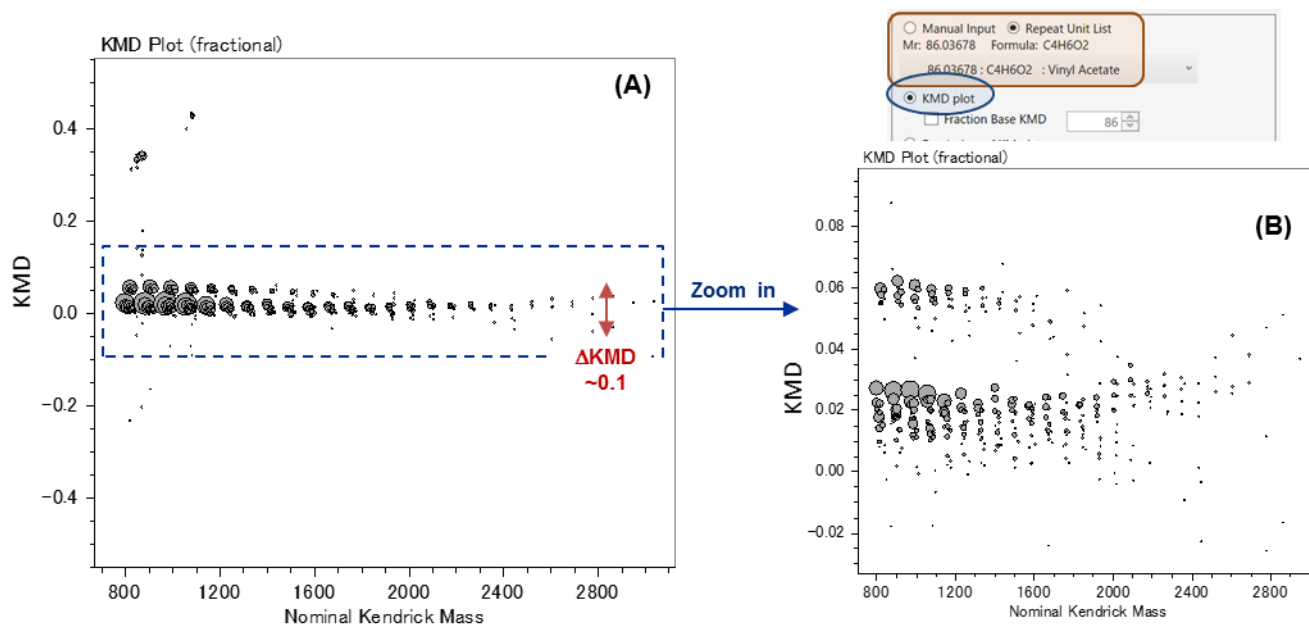 KMD Plot (fractional)
(A)
KMD
0.4
0.2
0.0
−0.2
−0.4
800
1200
1600
2000
2400
2800
Nominal Kendrick Mass
ΔKMD
~0.1
Zoom in
Manual Input Repeat Unit List
Mr: 86.03678 Formula: C4H6O2
86.03678 : C4H6O2 : Vinyl Acetate
KMD plot
Fraction Base KMD 86
KMD Plot (fractional)
(B)
KMD
0.08
0.06
0.04
0.02
0.00
−0.02
800
1200
1600
2000
2400
2800
Nominal Kendrick Mass